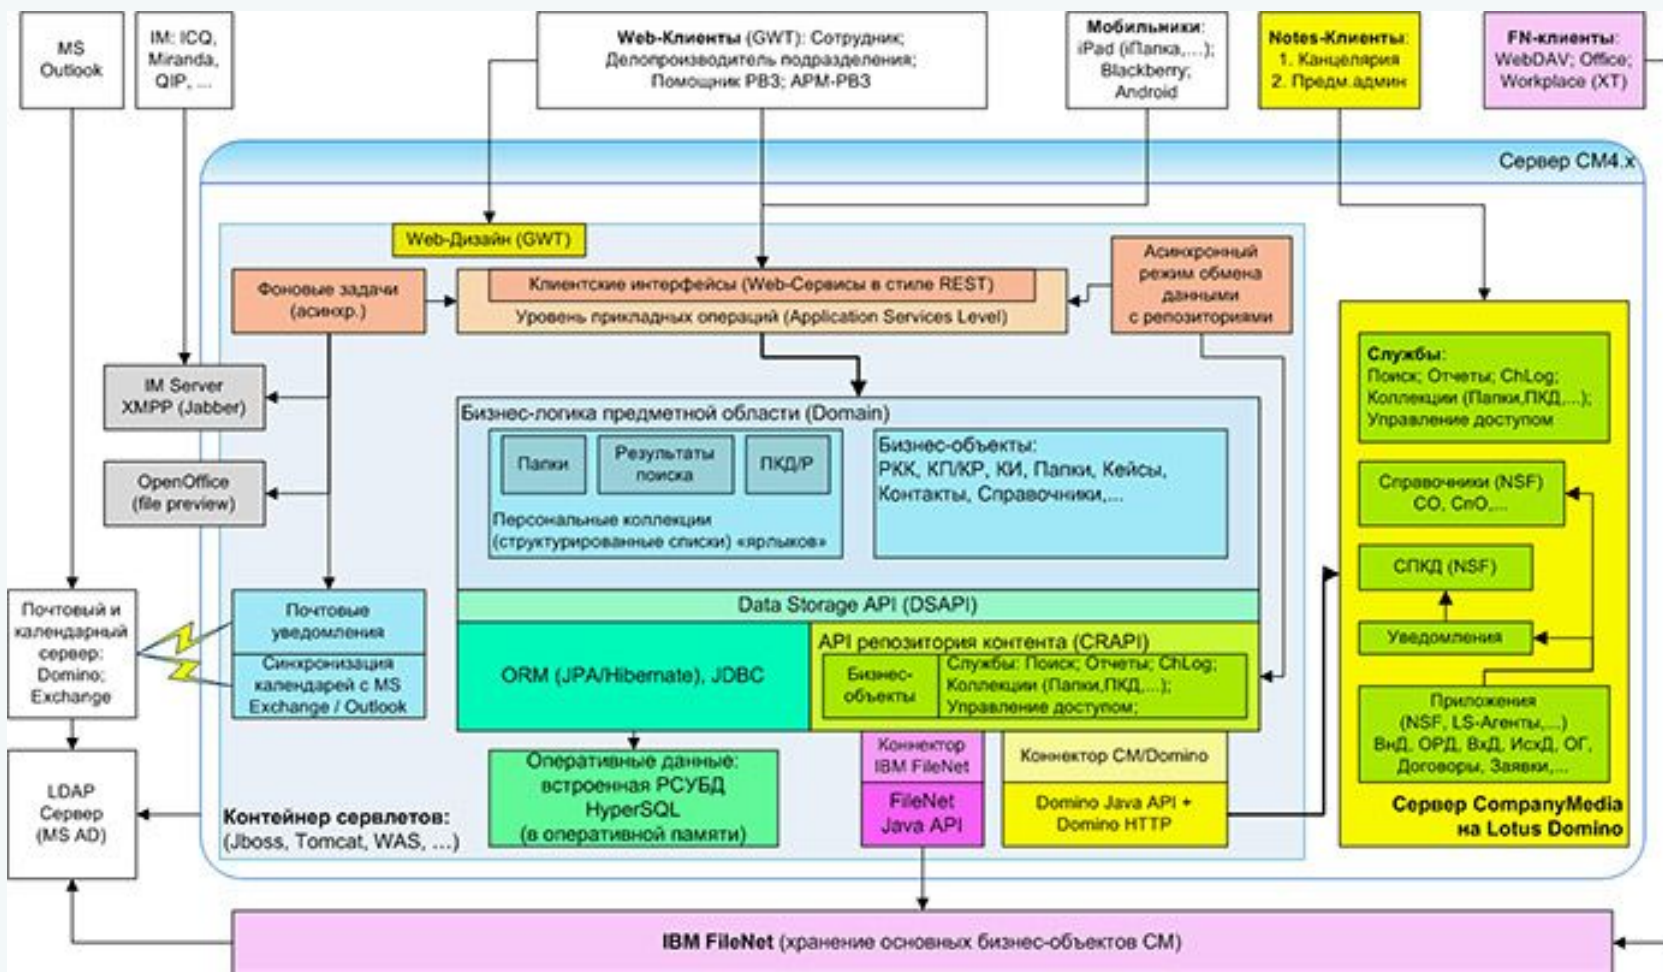 MS
Outlook
IM: ICQ,
Miranda,
QIP, ...
Web-Клиенты (GWT): Сотрудник;
Делопроизводитель подразделения;
Помощник РВЗ; АРМ-РВЗ
Мобильники:
iPad (iПапка,...);
Blackberry;
Android
Notes-Клиенты:
1. Канцелярия
2. Предм.админ
FN-клиенты:
WebDAV; Office;
Workplace (XT)
Сервер CM4.x
Web-Дизайн (GWT)
Фоновые задачи
(асинхр.)
Клиентские интерфейсы (Web-Сервисы в стиле REST)
Уровень прикладных операций (Application Services Level)
Асинхронный
режим обмена
данными
с репозиториями
IM Server
XMPP (Jabber)
OpenOffice
(file preview)
Бизнес-логика предметной области (Domain)
Папки
Результаты
поиска
ПКД/Р
Персональные коллекции
(структурированные списки) «ярлыков»
Бизнес-объекты:
РКК, КП/КР, КИ, Папки, Кейсы,
Контакты, Справочники,...
Data Storage API (DSAPI)
ORM (JPA/Hibernate), JDBC
API репозитория контента (CRAPI)
Бизнес-
объекты
Службы: Поиск; Отчеты; ChLog;
Коллекции (Папки,ПКД,...);
Управление доступом;
Почтовый и
календарный
сервер:
Domino;
Exchange
Почтовые
уведомления
Синхронизация
календарей с MS
Exchange / Outlook
LDAP
Сервер
(MS AD)
Контейнер сервлетов:
(Jboss, Tomcat, WAS, ...)
Оперативные данные:
встроенная РСУБД
HyperSQL
(в оперативной памяти)
Коннектор
IBM FileNet
FileNet
Java API
Коннектор CM/Domino
Domino Java API +
Domino HTTP
Службы:
Поиск; Отчеты; ChLog;
Коллекции (Папки,ПКД,...);
Управление доступом
Справочники (NSF)
СО, СпО,...
СПКД (NSF)
Уведомления
Приложения
(NSF, LS-Агенты,...)
ВнД, ОРД, ВхД, ИсхД, ОГ,
Договоры, Заявки,...
Сервер CompanyMedia
на Lotus Domino
IBM FileNet (хранение основных бизнес-объектов СМ)